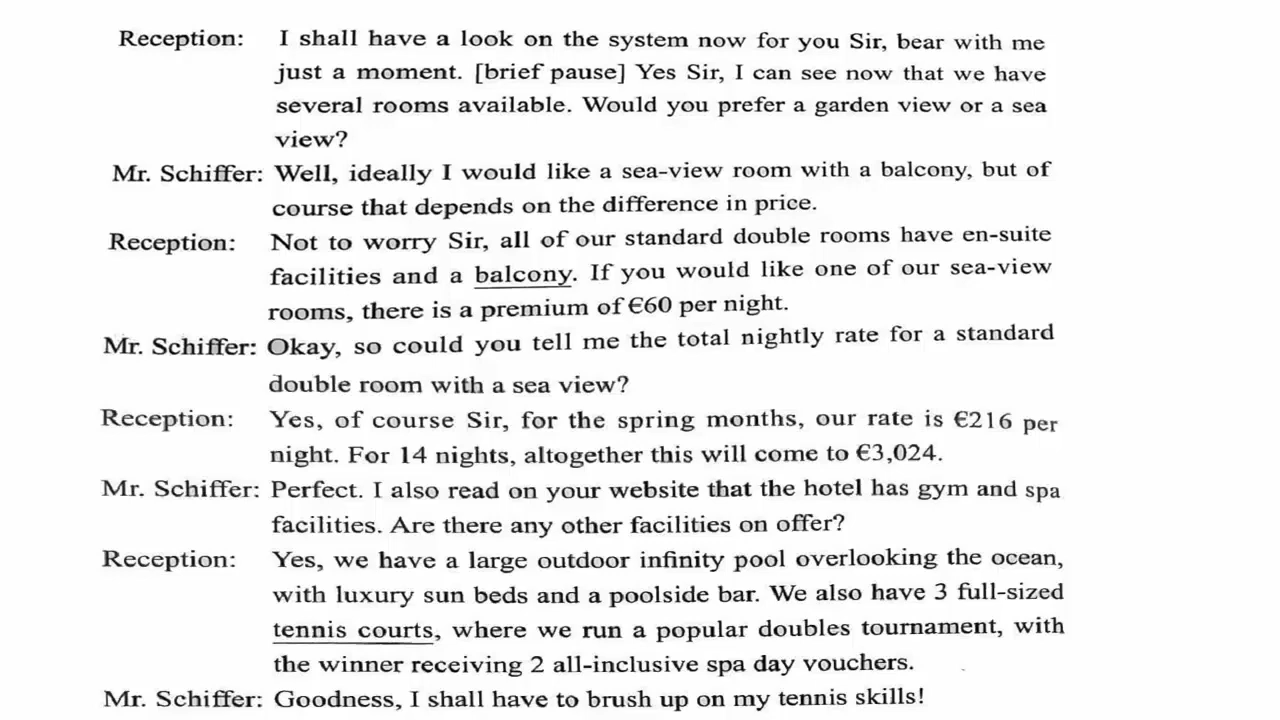 Reception: I shall have a look on the system now for you Sir, bear with me
just a moment. [brief pause] Yes Sir, I can see now that we have
several rooms available. Would you prefer a garden view or a sea
view?
Mr. Schiffer: Well, ideally I would like a sea-view room with a balcony, but of
course that depends on the difference in price.
Reception: Not to worry Sir, all of our standard double rooms have en-suite
facilities and a balcony. If you would like one of our sea-view
rooms, there is a premium of €60 per night.
Mr. Schiffer: Okay, so could you tell me the total nightly rate for a standard
double room with a sea view?
Reception: Yes, of course Sir, for the spring months, our rate is €216 per
night. For 14 nights, altogether this will come to €3,024.
Mr. Schiffer: Perfect. I also read on your website that the hotel has gym and spa
facilities. Are there any other facilities on offer?
Reception: Yes, we have a large outdoor infinity pool overlooking the ocean,
with luxury sun beds and a poolside bar. We also have 3 full-sized
tennis courts, where we run a popular doubles tournament, with
the winner receiving 2 all-inclusive spa day vouchers.
Mr. Schiffer: Goodness, I shall have to brush up on my tennis skills!